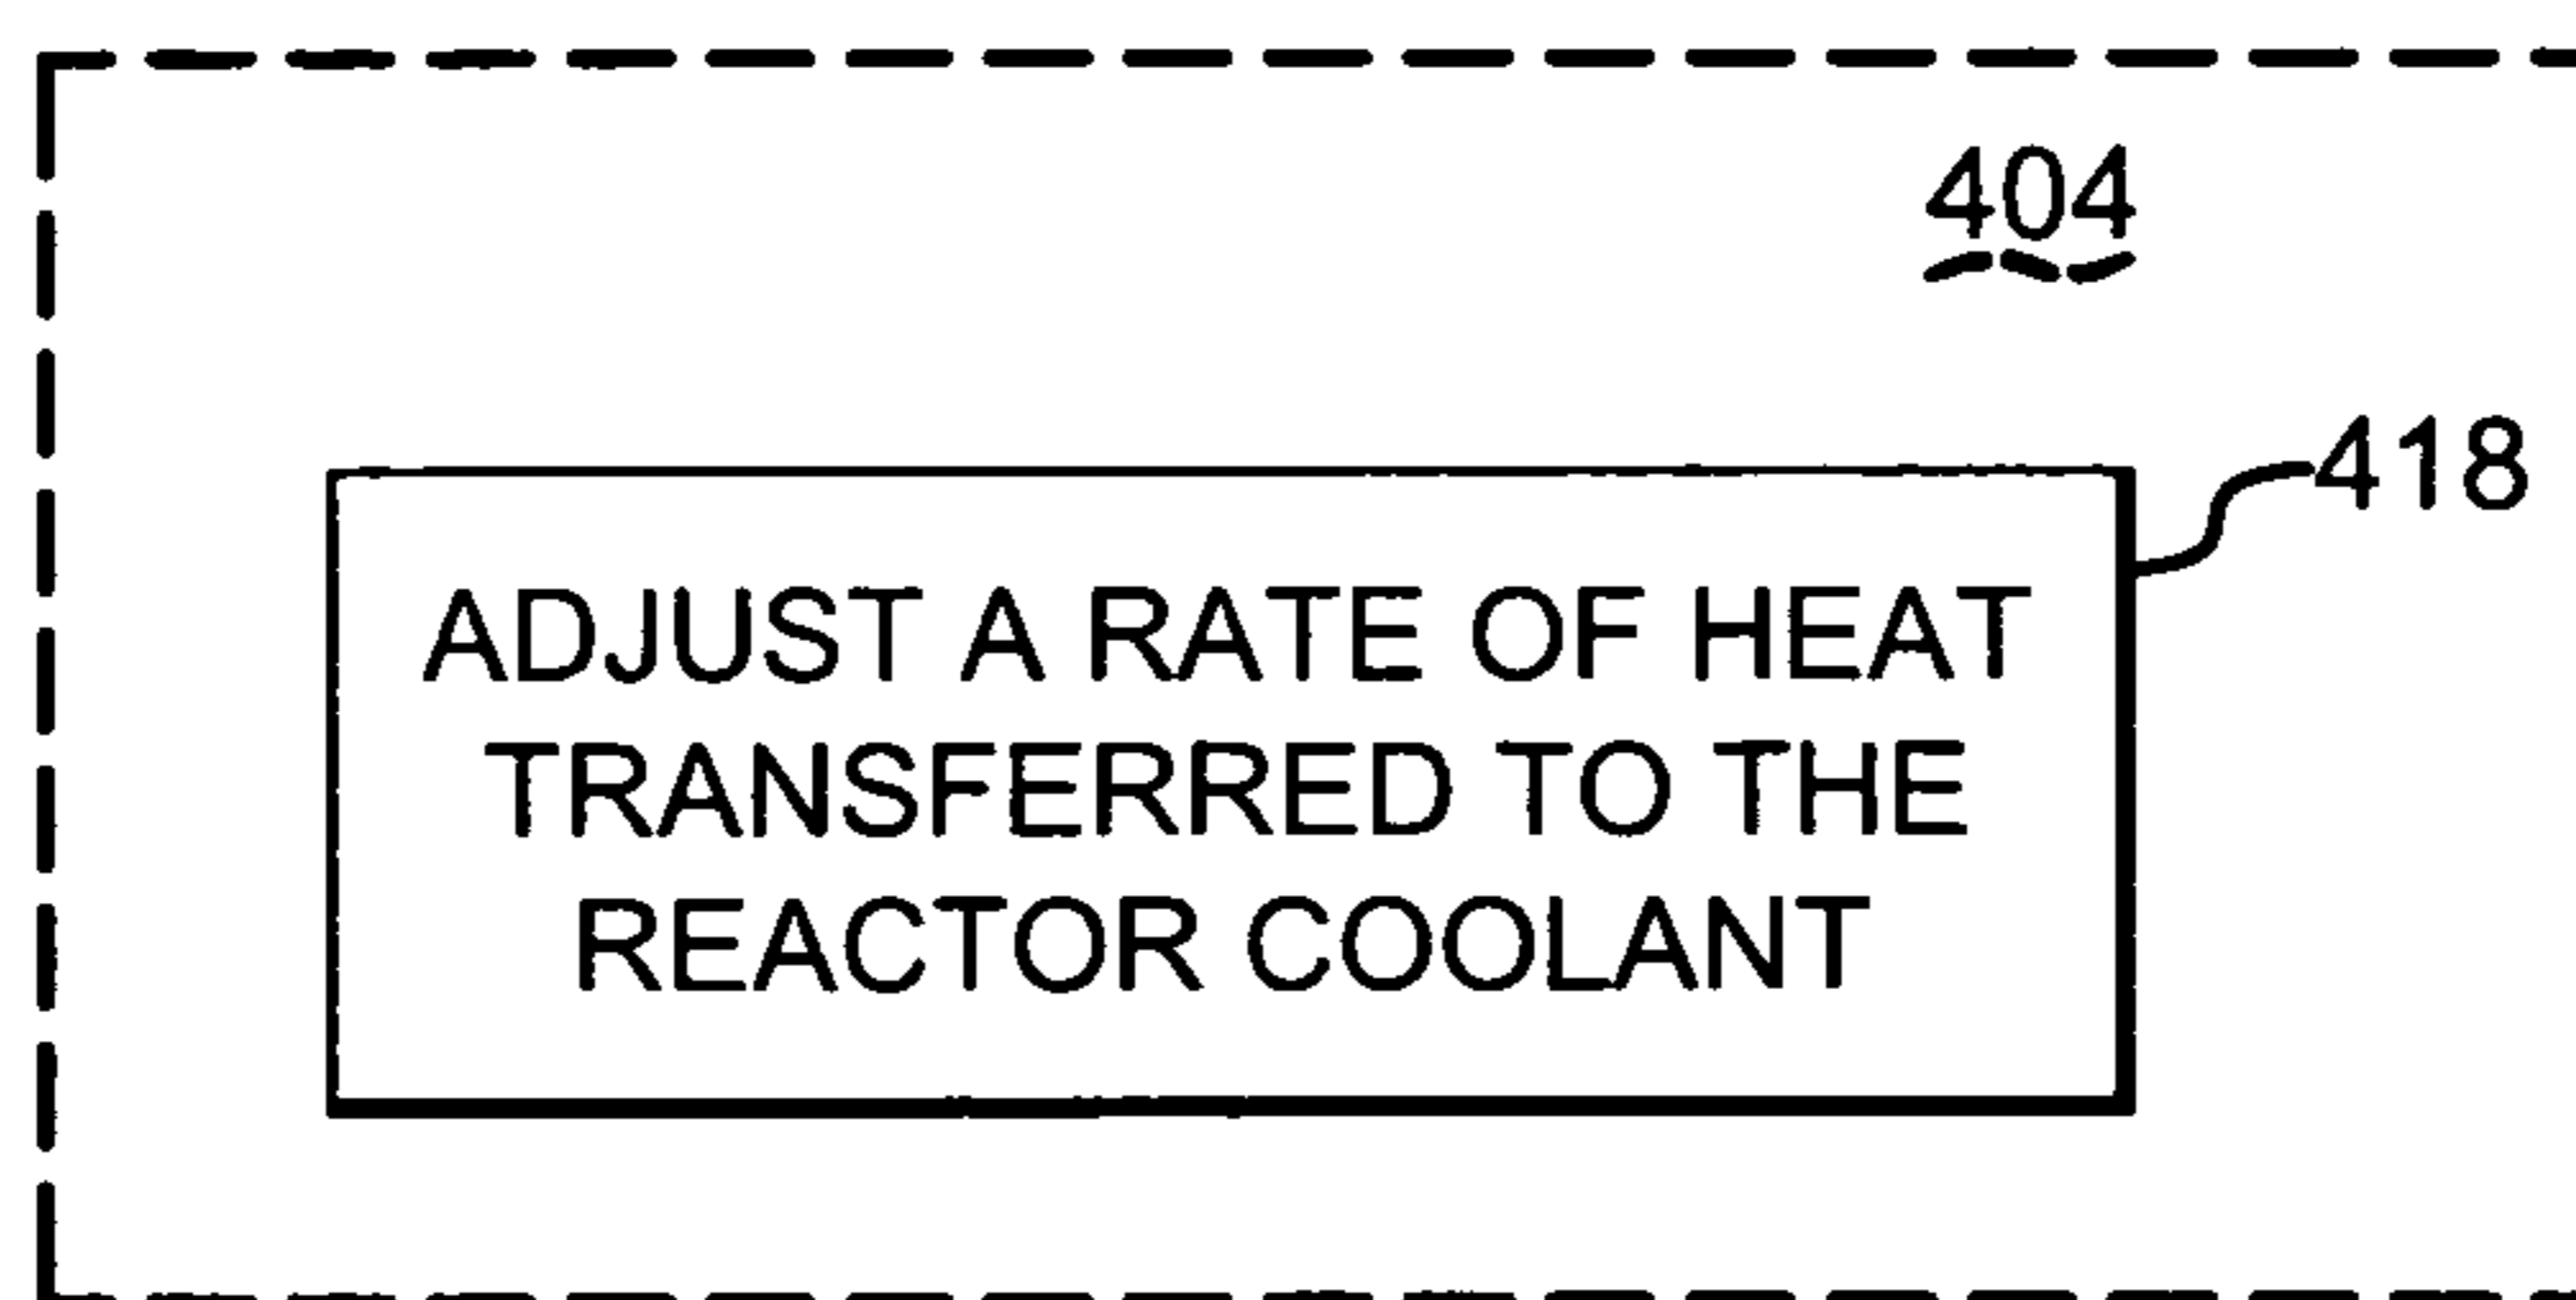 404
418
ADJUST A RATE OF HEAT
TRANSFERRED TO THE
REACTOR COOLANT